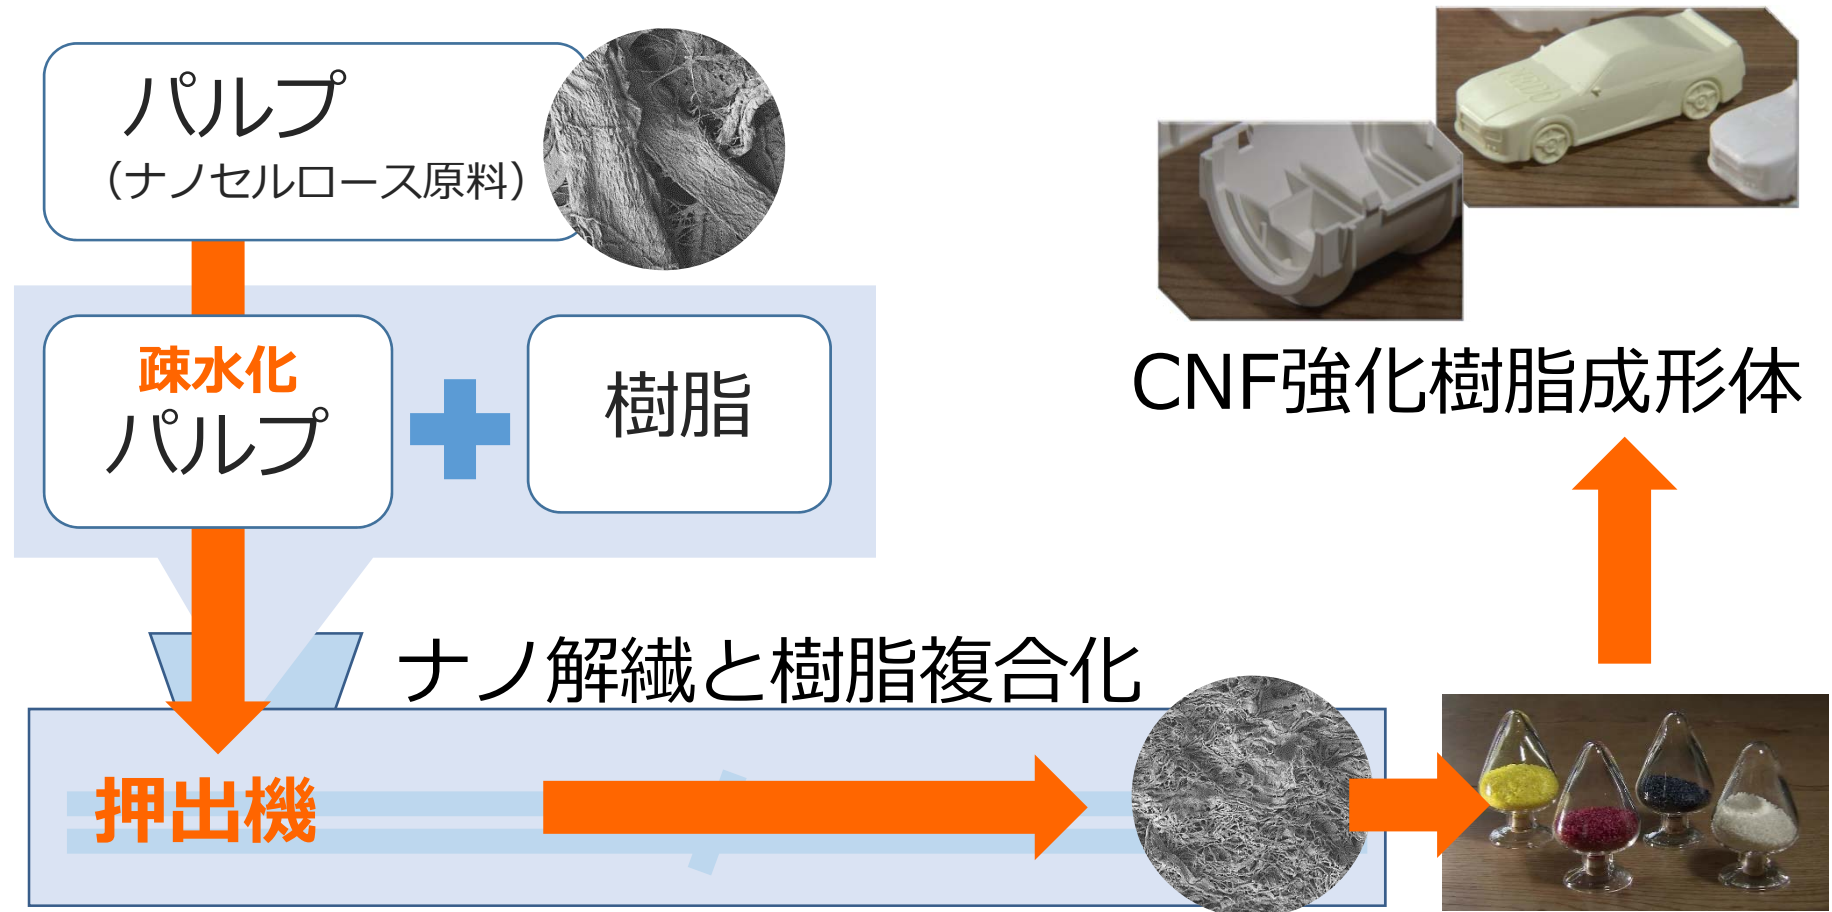 パルプ
（ナノセルロース原料）
疎水化
パルプ
樹脂
CNF強化樹脂成形体
ナノ解繊と樹脂複合化
押出機